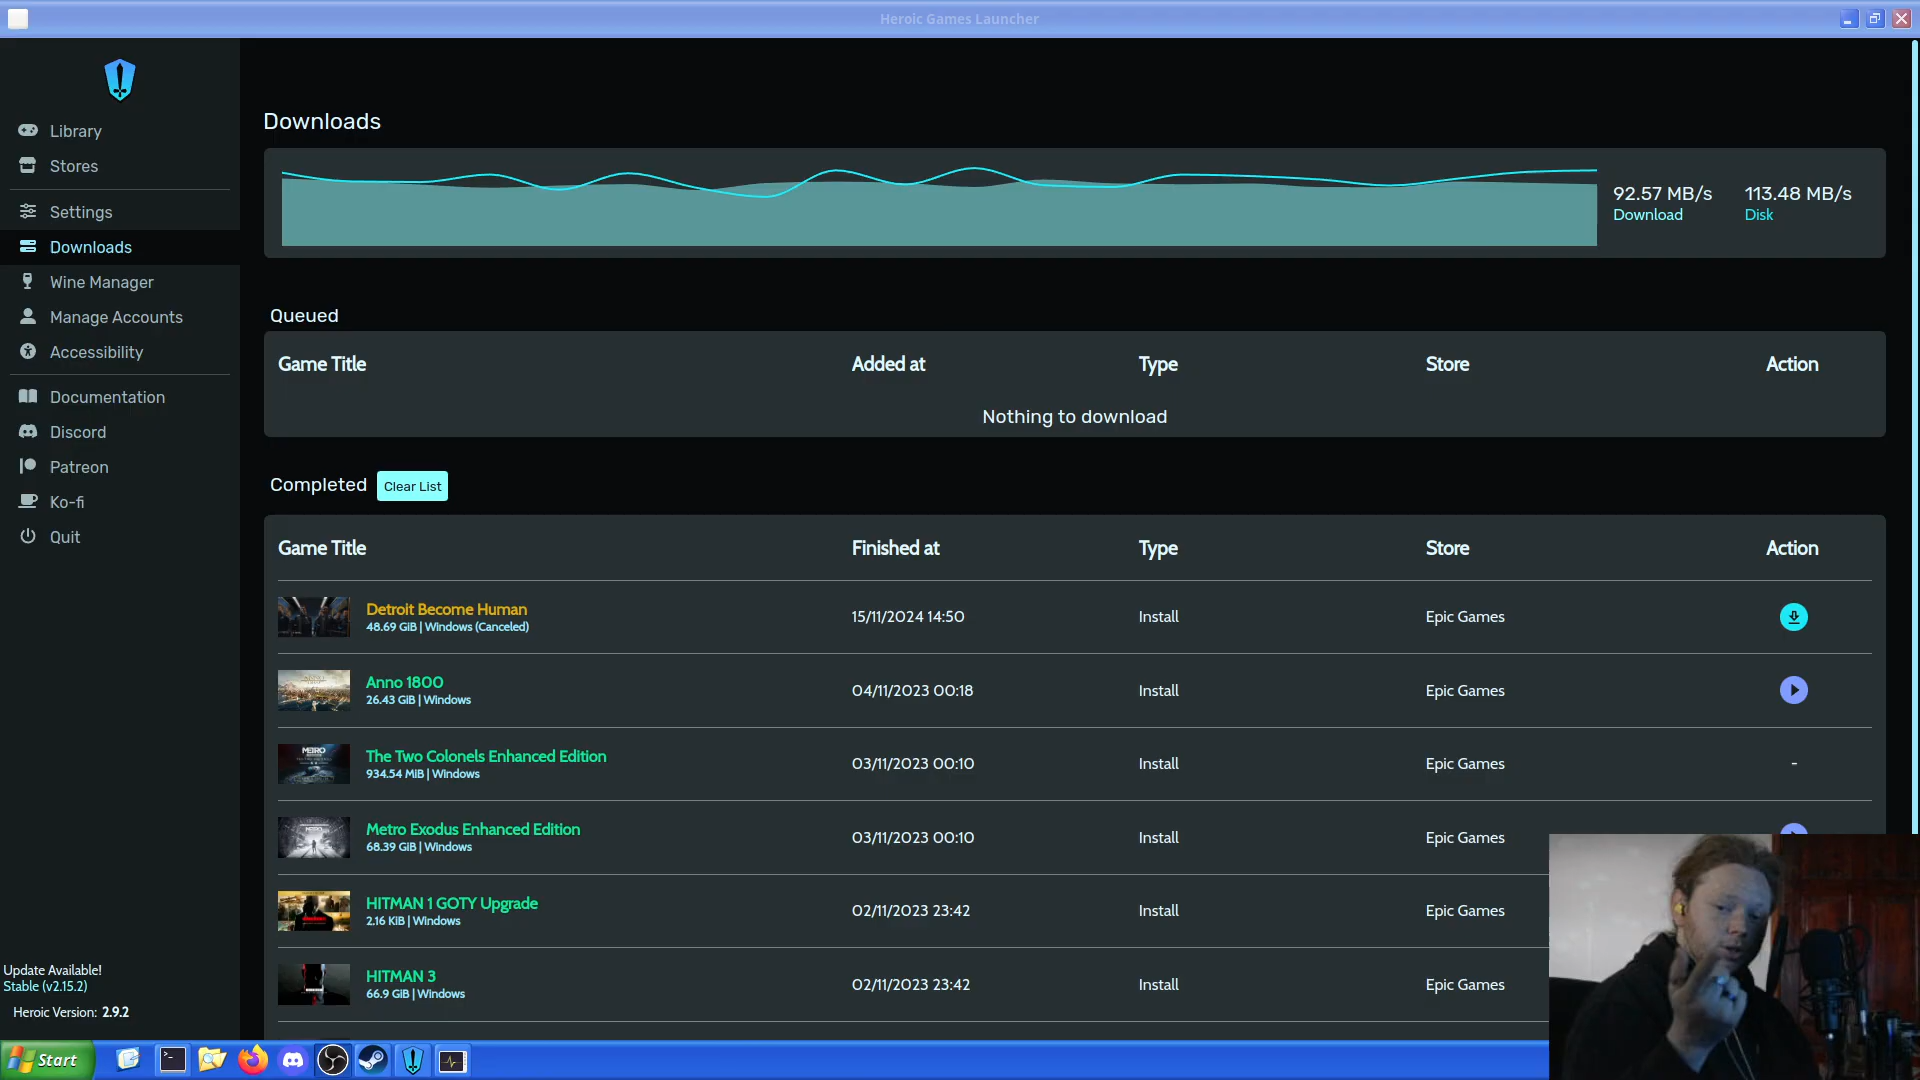 Heroic Games Launcher
Library
Stores
Settings
Downloads
Wine Manager
Manage Accounts
Accessibility
Documentation
Discord
Patreon
Ko-fi
Quit
Update Available!
Stable (v2.15.2)
Heroic Version: 2.9.2
Downloads
92.57 MB/s 113.48 MB/s
Download Disk
Queued
Game Title Added at Type Store Action
Nothing to download
Completed Clear List
Game Title Finished at Type Store Action
Detroit Become Human
48.69 GiB | Windows (Canceled)
15/11/2024 14:50 Install Epic Games
Anno 1800
26.43 GiB | Windows
04/11/2023 00:18 Install Epic Games
The Two Colonels Enhanced Edition
934.54 MiB | Windows
03/11/2023 00:10 Install Epic Games -
METRO
Metro Exodus Enhanced Edition
68.39 GiB | Windows
03/11/2023 00:10 Install Epic Games
METRO
HITMAN 1 GOTY Upgrade
2.16 KiB | Windows
02/11/2023 23:42 Install Epic Games
HITMAN 3
66.9 GiB | Windows
02/11/2023 23:42 Install Epic Games
Start